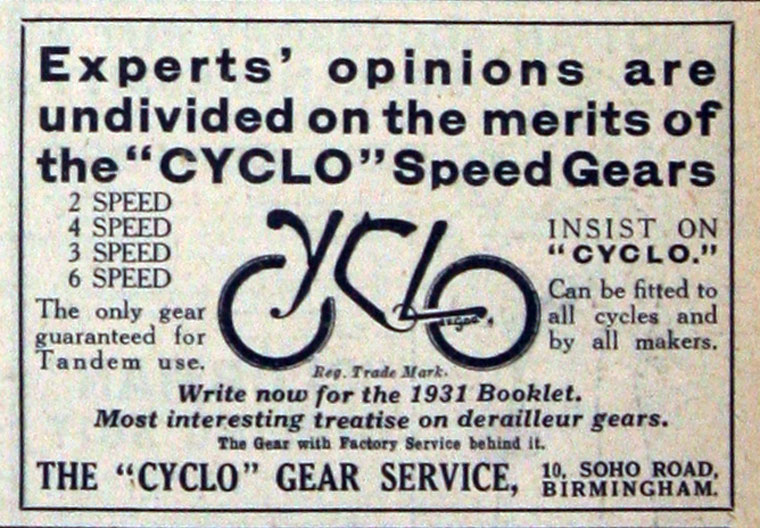 Experts' opinions are
undivided on the merits of
the "CYCLO" Speed Gears
2 SPEED
4 SPEED
3 SPEED
6 SPEED
The only gear
guaranteed for
Tandem use.
Cyclo
INSIST ON
"CYCLO."
Can be fitted to
all cycles and
by all makers.
Reg. Trade Mark.
Write now for the 1931 Booklet.
Most interesting treatise on derailleur gears.
The Gear with Factory Service behind it.
THE "CYCLO" GEAR SERVICE,
10, SOHO ROAD,
BIRMINGHAM.